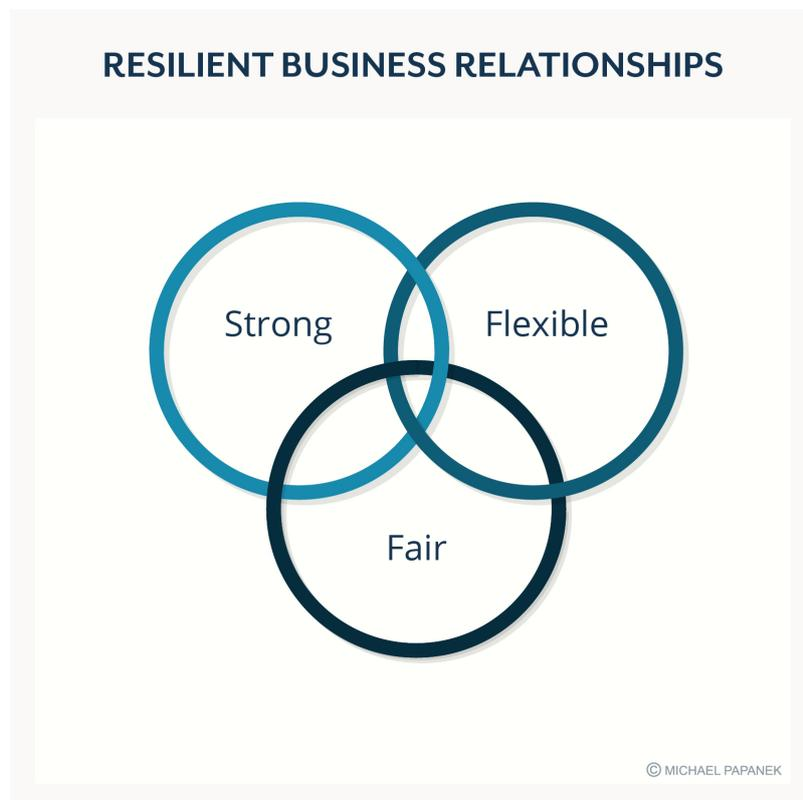 RESILIENT BUSINESS RELATIONSHIPS
Strong
Flexible
Fair
© MICHAEL PAPANEK